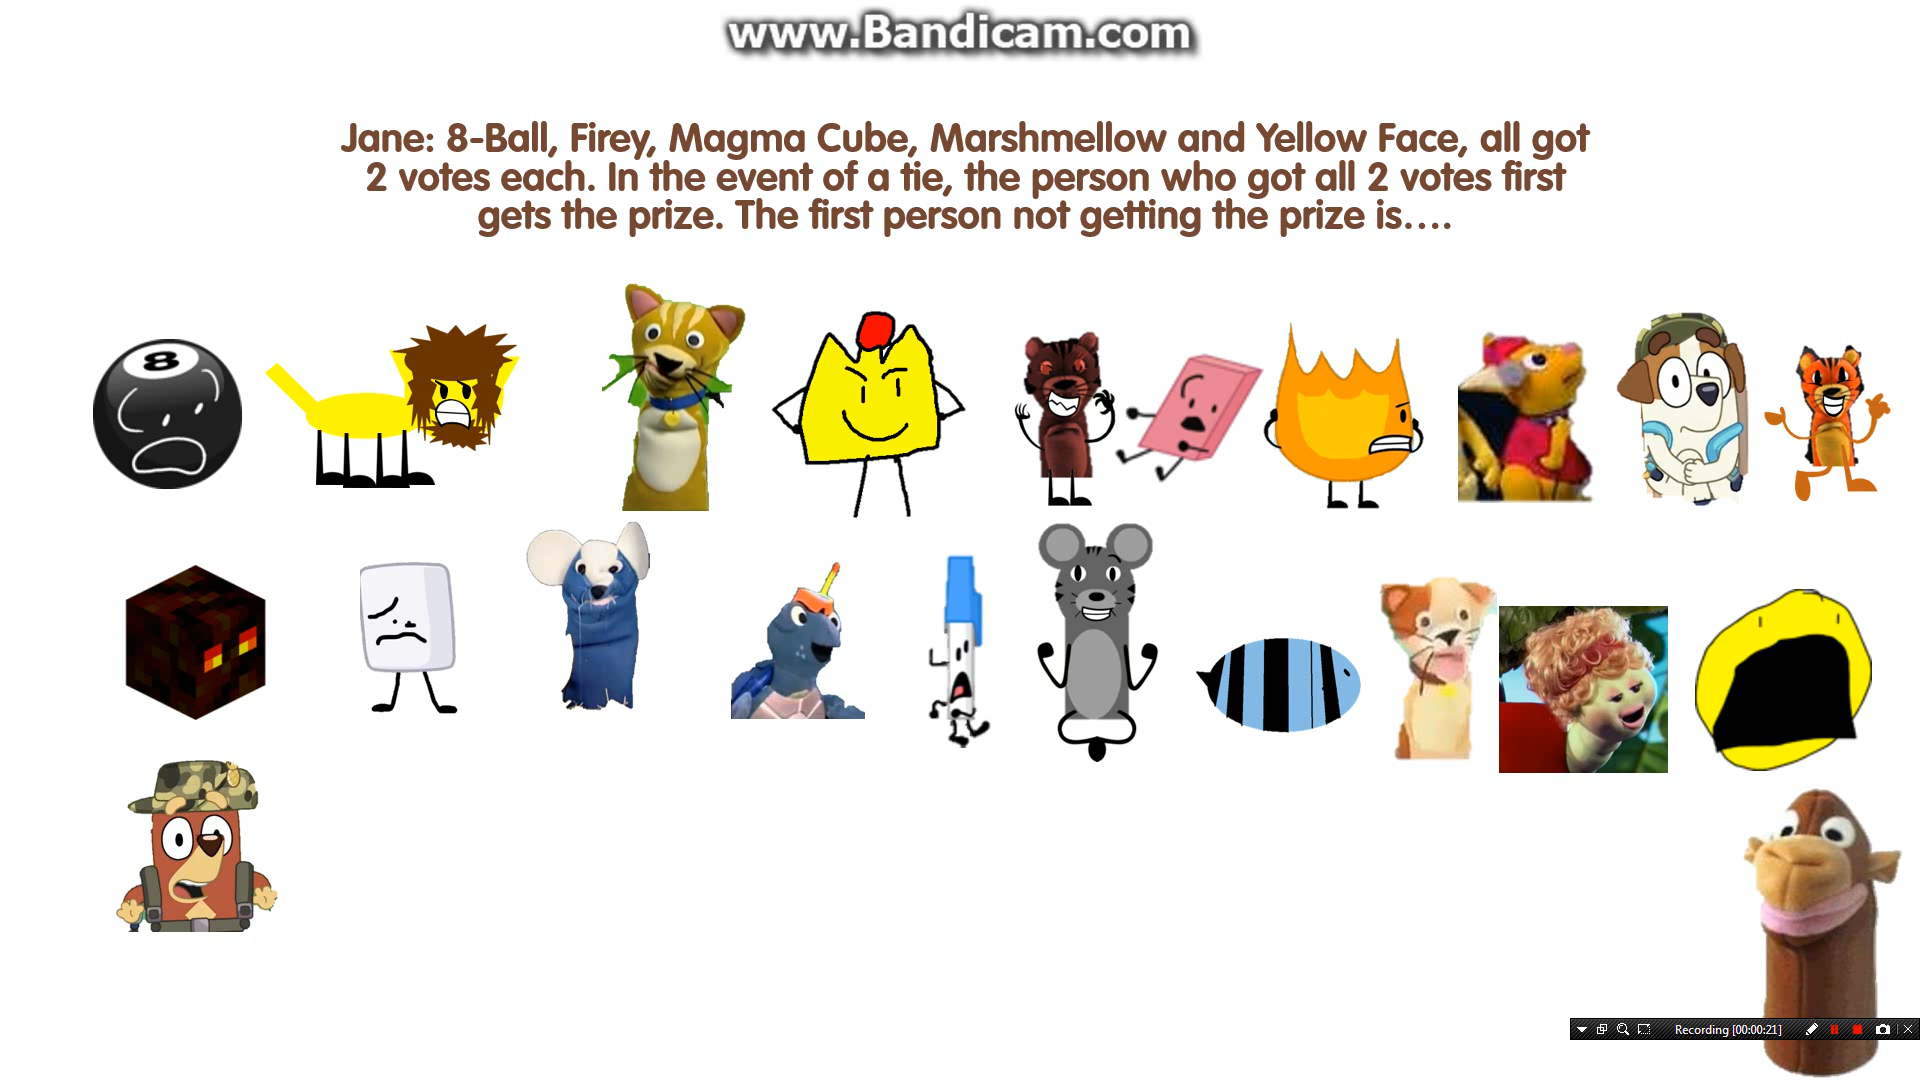 www.Bandicam.com
Jane: 8-Ball, Firey, Magma Cube, Marshmellow and Yellow Face, all got
2 votes each. In the event of a tie, the person who got all 2 votes first
gets the prize. The first person not getting the prize is....
8
Recording [00:00:21]